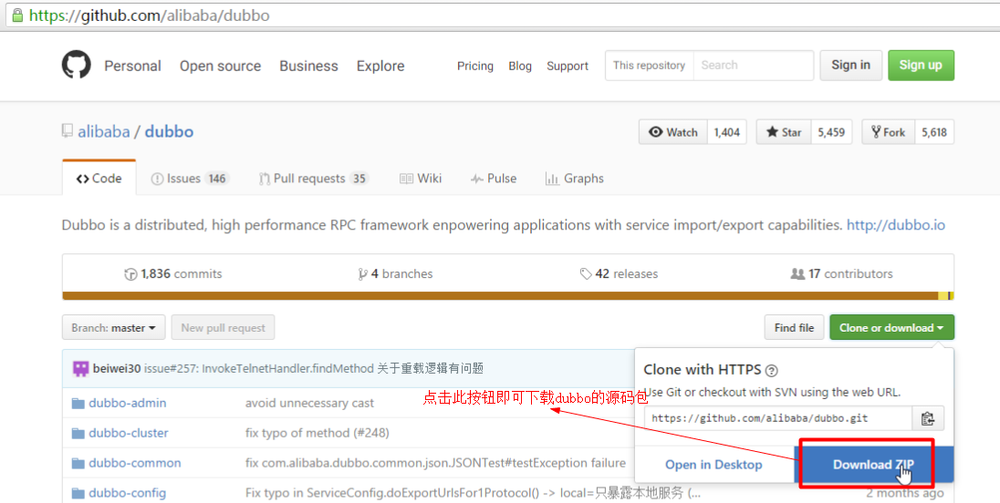 https://github.com/alibaba/dubbo
Personal Open source Business Explore Pricing Blog Support This repository Search Sign in Sign up
alibaba / dubbo Watch 1,404 Star 5,459 Fork 5,618
Code Issues 146 Pull requests 35 Wiki Pulse Graphs
Dubbo is a distributed, high performance RPC framework enpowering applications with service import/export capabilities. http://dubbo.io
1,836 commits 4 branches 42 releases 17 contributors
Branch: master New pull request Find file Clone or download
beiwei30 issue#257: InvokeTelnetHandler.findMethod 关于重载逻辑有问题
Clone with HTTPS
Use Git or checkout with SVN using the web URL.
https://github.com/alibaba/dubbo.git
Open in Desktop Download ZIP
点击此按钮即可下载dubbo的源码包
dubbo-admin avoid unnecessary cast
dubbo-cluster fix typo of method (#248)
dubbo-common fix com.alibaba.dubbo.common.json.JSONTest#testException failure
dubbo-config Fix typo in ServiceConfig.doExportUrlsFor1Protocol() -> local=只暴露本地服务 (... 2 months ago